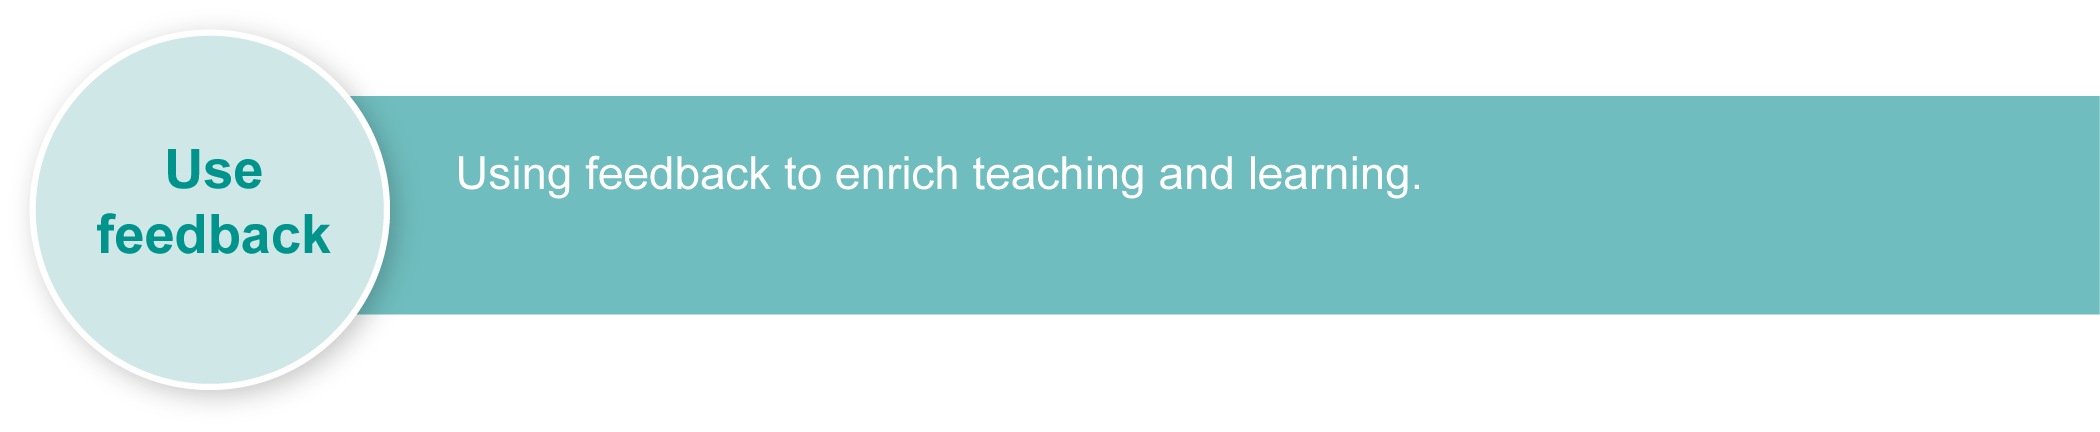 Use
feedback
Using feedback to enrich teaching and learning.